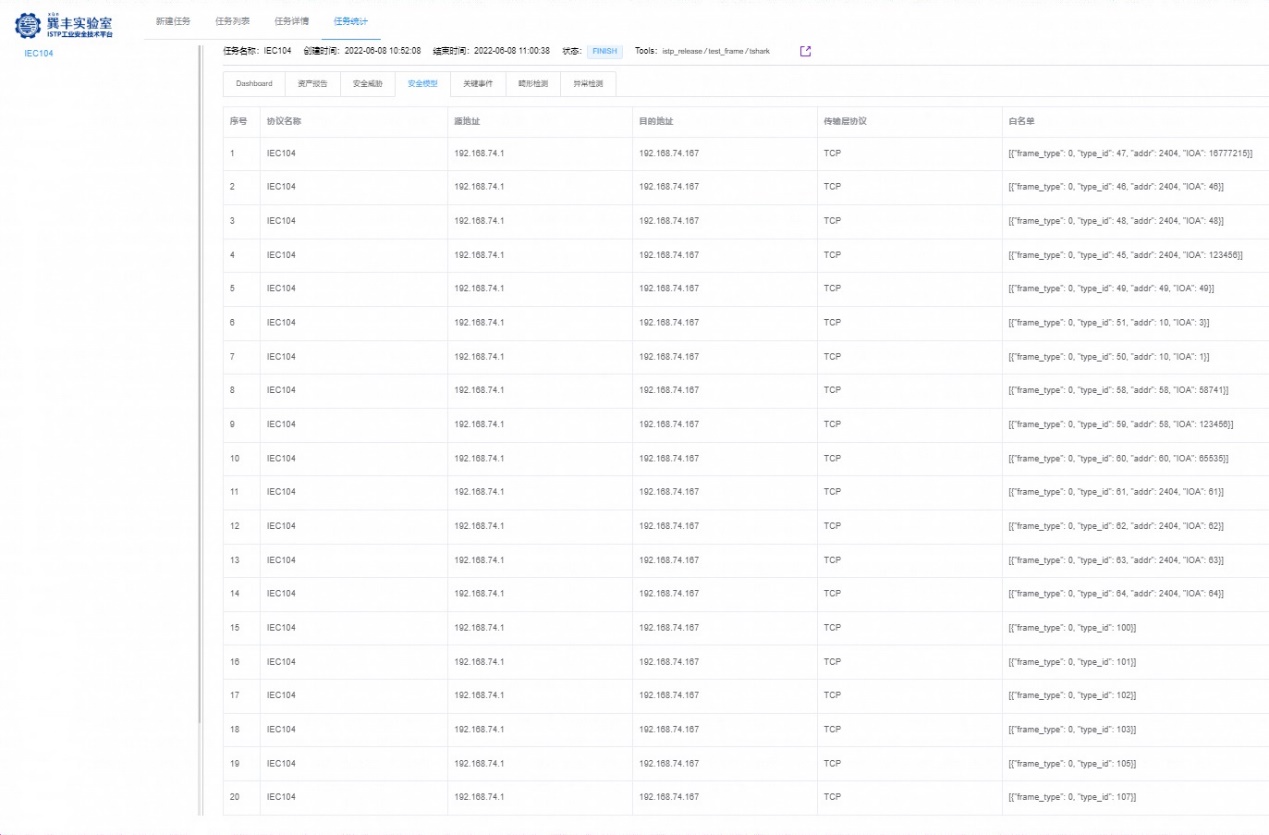 巽丰实验室
ISTP工业安全技术平台
新建任务 任务列表 任务详情 任务统计
IEC104
任务名称: IEC104 创建时间: 2022-06-08 10:52:08 结束时间: 2022-06-08 11:00:38 状态: FINISH Tools: istp_release / test_frame / tshark
Dashboard 资产报告 安全威胁 安全模型 关键事件 畸形检测 异常检测
序号 协议名称 源地址 目的地址 传输层协议 白名单
1 IEC104 192.168.74.1 192.168.74.167 TCP [{"frame_type": 0, "type_id": 47, "addr": 2404, "IOA": 16777215}]
2 IEC104 192.168.74.1 192.168.74.167 TCP [{"frame_type": 0, "type_id": 46, "addr": 2404, "IOA": 46}]
3 IEC104 192.168.74.1 192.168.74.167 TCP [{"frame_type": 0, "type_id": 48, "addr": 2404, "IOA": 48}]
4 IEC104 192.168.74.1 192.168.74.167 TCP [{"frame_type": 0, "type_id": 45, "addr": 2404, "IOA": 123456}]
5 IEC104 192.168.74.1 192.168.74.167 TCP [{"frame_type": 0, "type_id": 49, "addr": 49, "IOA": 49}]
6 IEC104 192.168.74.1 192.168.74.167 TCP [{"frame_type": 0, "type_id": 51, "addr": 10, "IOA": 3}]
7 IEC104 192.168.74.1 192.168.74.167 TCP [{"frame_type": 0, "type_id": 50, "addr": 10, "IOA": 1}]
8 IEC104 192.168.74.1 192.168.74.167 TCP [{"frame_type": 0, "type_id": 58, "addr": 58, "IOA": 58741}]
9 IEC104 192.168.74.1 192.168.74.167 TCP [{"frame_type": 0, "type_id": 59, "addr": 58, "IOA": 123456}]
10 IEC104 192.168.74.1 192.168.74.167 TCP [{"frame_type": 0, "type_id": 60, "addr": 60, "IOA": 65535}]
11 IEC104 192.168.74.1 192.168.74.167 TCP [{"frame_type": 0, "type_id": 61, "addr": 2404, "IOA": 61}]
12 IEC104 192.168.74.1 192.168.74.167 TCP [{"frame_type": 0, "type_id": 62, "addr": 2404, "IOA": 62}]
13 IEC104 192.168.74.1 192.168.74.167 TCP [{"frame_type": 0, "type_id": 63, "addr": 2404, "IOA": 63}]
14 IEC104 192.168.74.1 192.168.74.167 TCP [{"frame_type": 0, "type_id": 64, "addr": 2404, "IOA": 64}]
15 IEC104 192.168.74.1 192.168.74.167 TCP [{"frame_type": 0, "type_id": 100}]
16 IEC104 192.168.74.1 192.168.74.167 TCP [{"frame_type": 0, "type_id": 101}]
17 IEC104 192.168.74.1 192.168.74.167 TCP [{"frame_type": 0, "type_id": 102}]
18 IEC104 192.168.74.1 192.168.74.167 TCP [{"frame_type": 0, "type_id": 103}]
19 IEC104 192.168.74.1 192.168.74.167 TCP [{"frame_type": 0, "type_id": 105}]
20 IEC104 192.168.74.1 192.168.74.167 TCP [{"frame_type": 0, "type_id": 107}]